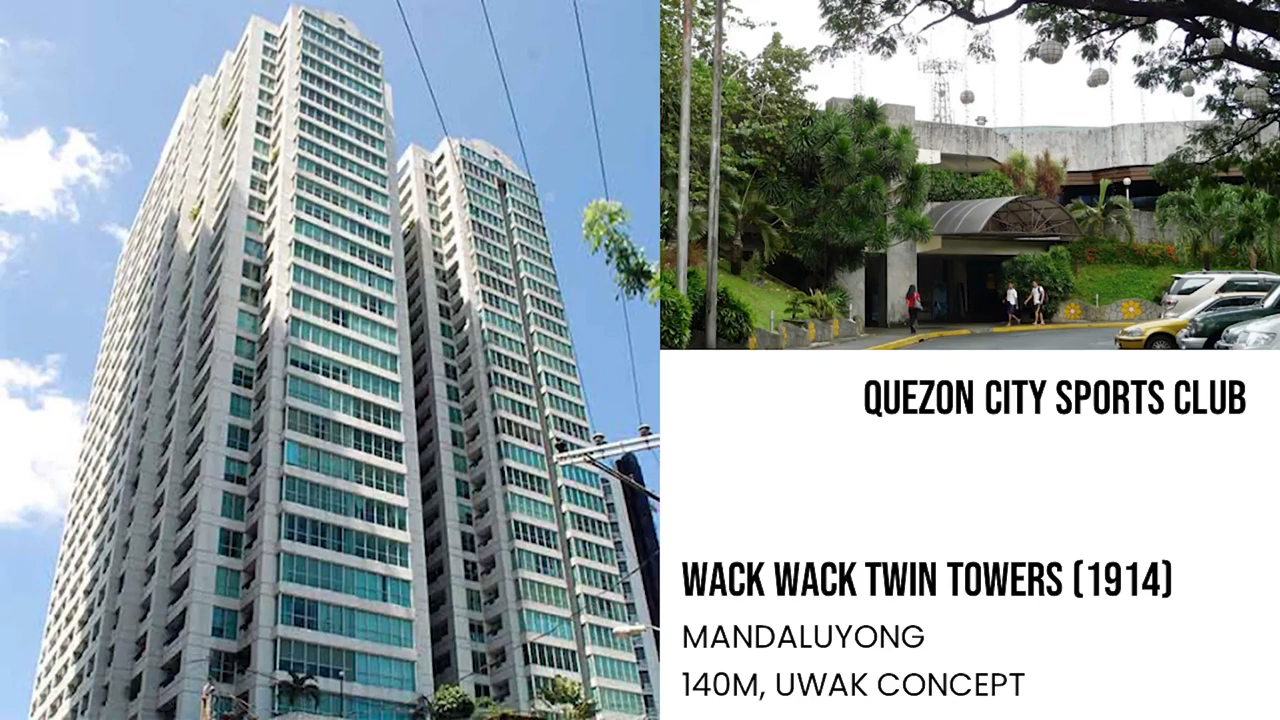 QUEZON CITY SPORTS CLUB
WACK WACK TWIN TOWERS (1914)
MANDALUYONG
140M, UWAK CONCEPT